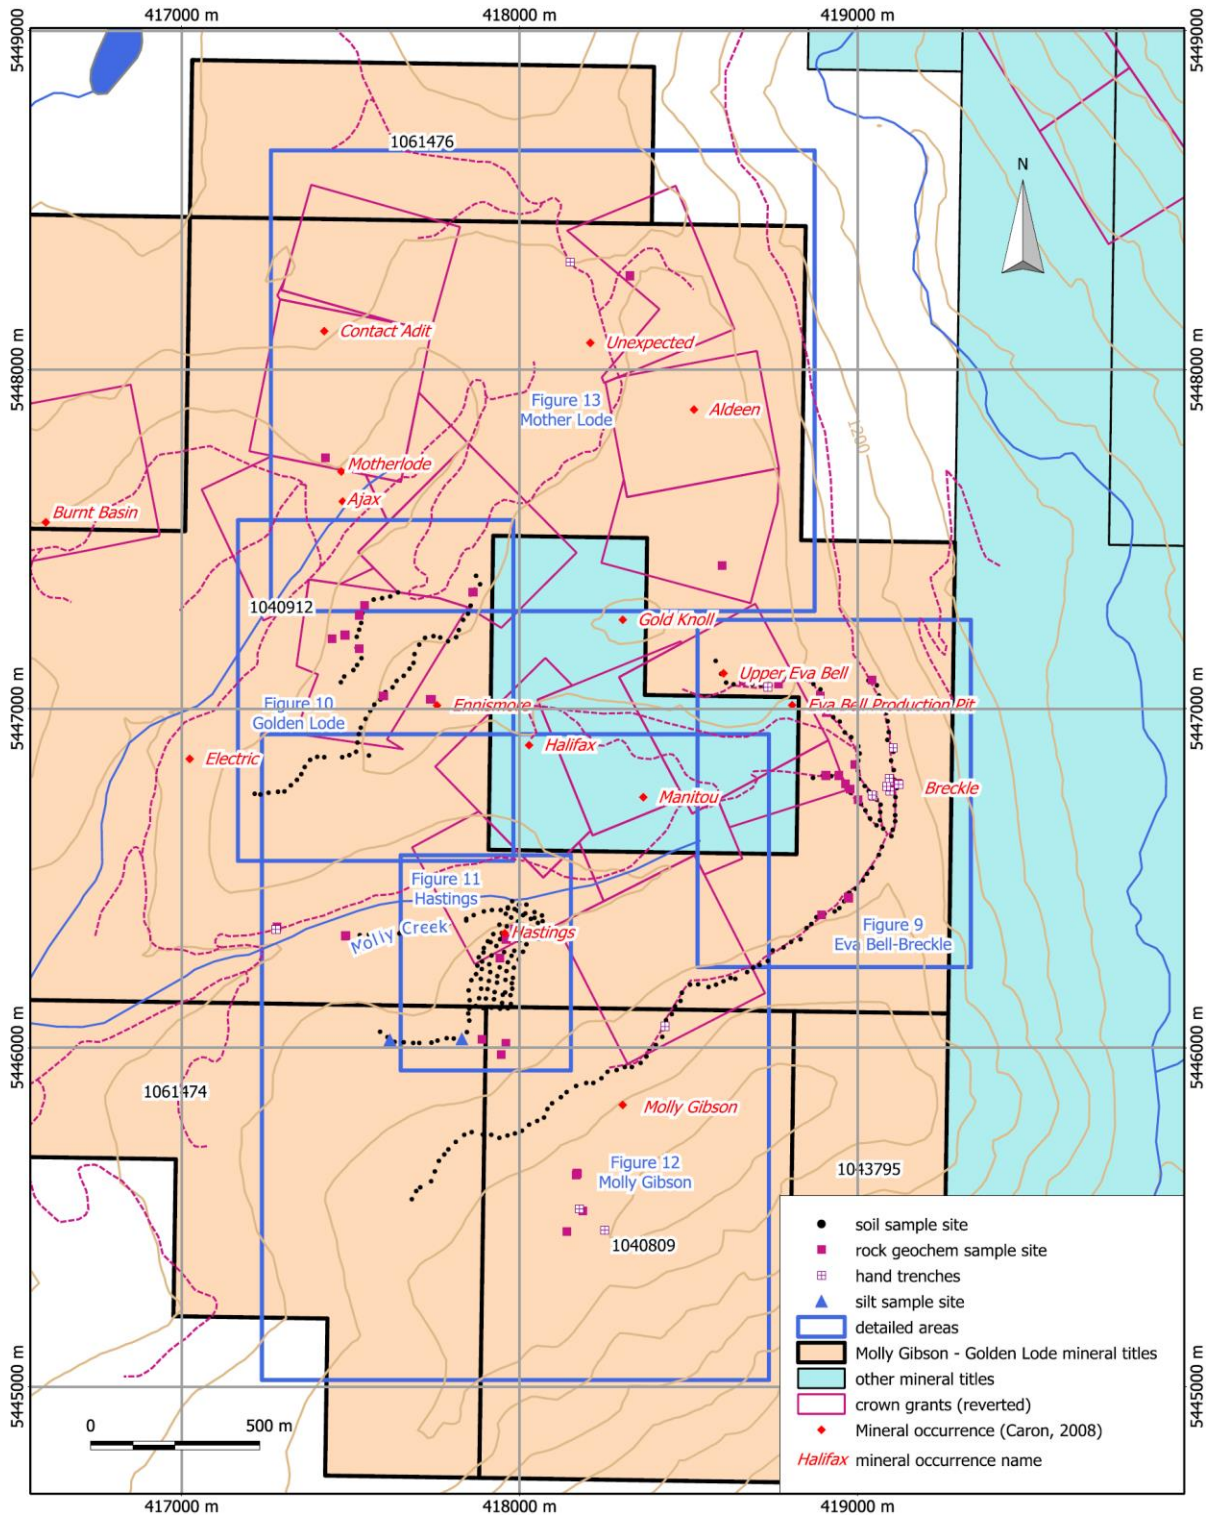 417000 m
418000 m
419000 m
5449000
5449000
N
1061476
Contact Adit
Unexpected
5448000 m
5448000 m
Figure 13
Mother Lode
Aldeen
1200
Motherlode
Ajax
Burnt Basin
1040912
Gold Knoll
Upper Eva Bell
Figure 10
Golden Lode
Ennismore
Eva Bell Production Pit
5447000 m
5447000 m
Halifax
Electric
Manitou
Breckle
Figure 11
Hastings
Molly Creek
Hastings
Figure 9
Eva Bell-Breckle
5446000 m
5446000 m
1061474
Molly Gibson
Figure 12
Molly Gibson
1043795
1040809
soil sample site
rock geochem sample site
hand trenches
silt sample site
detailed areas
Molly Gibson - Golden Lode mineral titles
other mineral titles
crown grants (reverted)
Mineral occurrence (Caron, 2008)
Halifax mineral occurrence name
5445000 m
5445000 m
0 500 m
417000 m
418000 m
419000 m